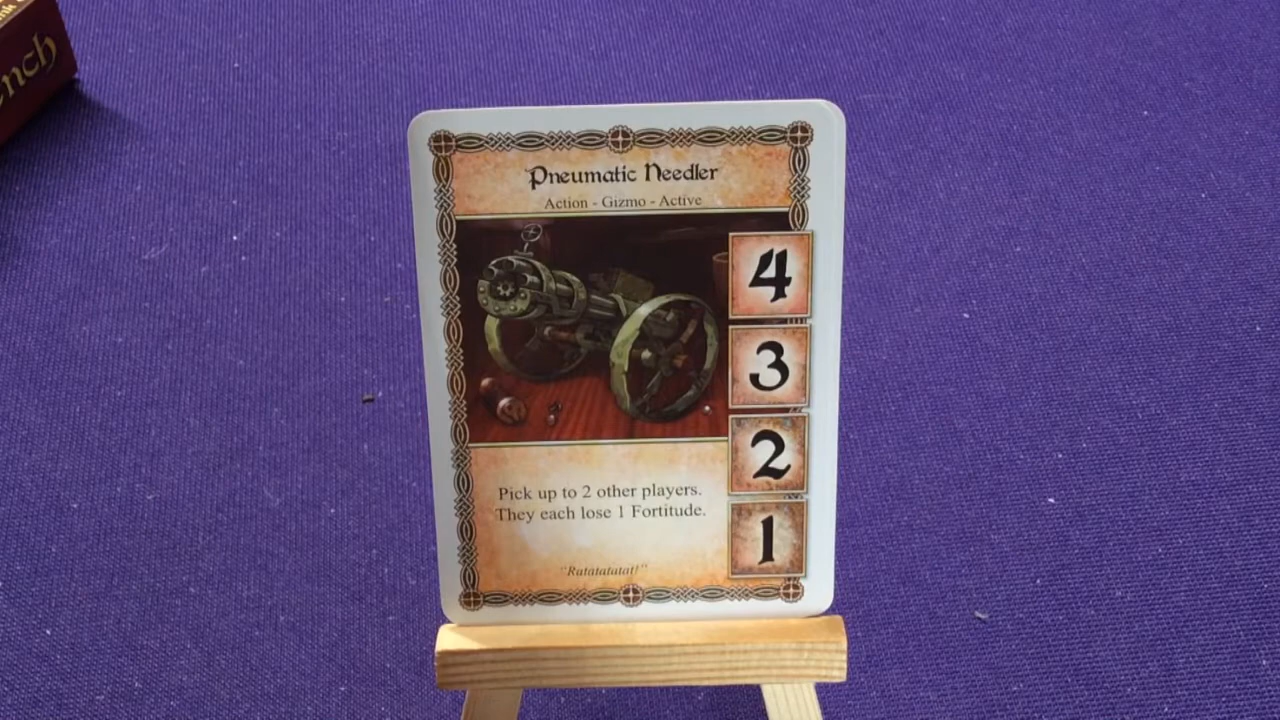 ench
Pneumatic Needler
Action - Gizmo - Active
4
3
2
1
Pick up to 2 other players.
They each lose 1 Fortitude.
"Ratatatatat!"